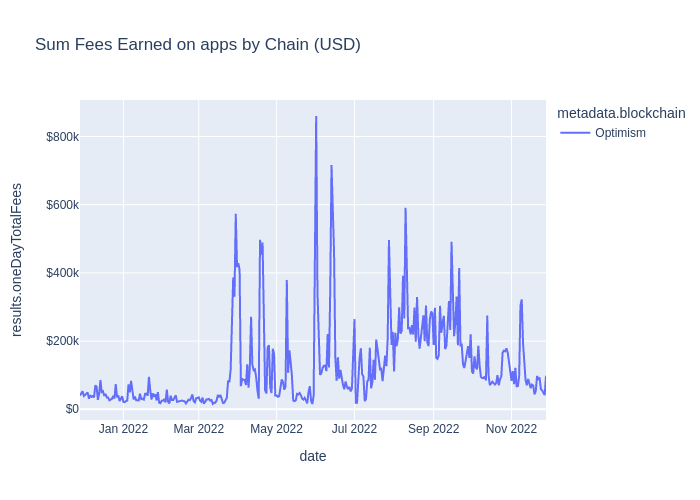 Sum Fees Earned on apps by Chain (USD)
metadata.blockchain
Optimism
results.oneDayTotalFees
$800k
$600k
$400k
$200k
$0
Jan 2022
Mar 2022
May 2022
Jul 2022
Sep 2022
Nov 2022
date